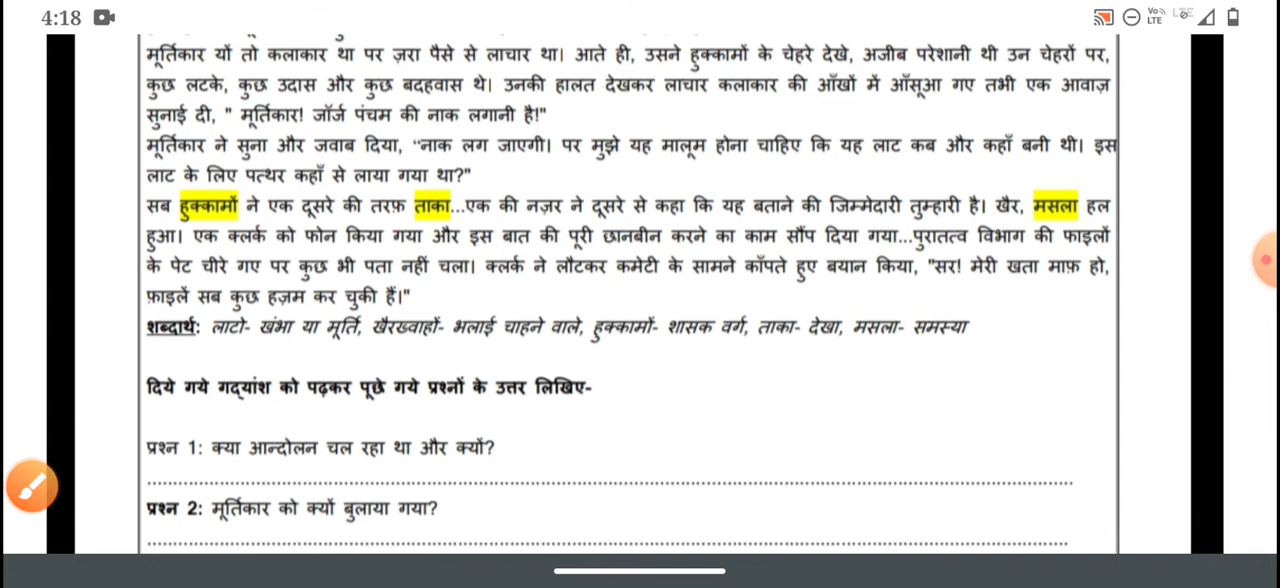 4:18
Vo LTE LTE
मूर्तिकार यों तो कलाकार था पर ज़रा पैसे से लाचार था। आते ही, उसने हुक्कामों के चेहरे देखे, अजीब परेशानी थी उन चेहरों पर,
कुछ लटके, कुछ उदास और कुछ बदहवास थे। उनकी हालत देखकर लाचार कलाकार की आँखों में आँसूआ गए तभी एक आवाज़
सुनाई दी, " मूर्तिकार! जॉर्ज पंचम की नाक लगानी है!"
मूर्तिकार ने सुना और जवाब दिया, "नाक लग जाएगी। पर मुझे यह मालूम होना चाहिए कि यह लाट कब और कहाँ बनी थी। इस
लाट के लिए पत्थर कहाँ से लाया गया था?"
सब हुक्कामों ने एक दूसरे की तरफ़ ताका...एक की नज़र ने दूसरे से कहा कि यह बताने की जिम्मेदारी तुम्हारी है। खैर, मसला हल
हुआ। एक क्लर्क को फोन किया गया और इस बात की पूरी छानबीन करने का काम सौंप दिया गया...पुरातत्व विभाग की फाइलों
के पेट चीरे गए पर कुछ भी पता नहीं चला। क्लर्क ने लौटकर कमेटी के सामने काँपते हुए बयान किया, "सर! मेरी खता माफ़ हो,
फ़ाइलें सब कुछ हज़म कर चुकी हैं।"
शब्दार्थ: लाटो- खंभा या मूर्ति, खैरख्वाहों- भलाई चाहने वाले, हुक्कामों- शासक वर्ग, ताका- देखा, मसला- समस्या
दिये गये गद्यांश को पढ़कर पूछे गये प्रश्नों के उत्तर लिखिए-
प्रश्न 1: क्या आन्दोलन चल रहा था और क्यों?
प्रश्न 2: मूर्तिकार को क्यों बुलाया गया?